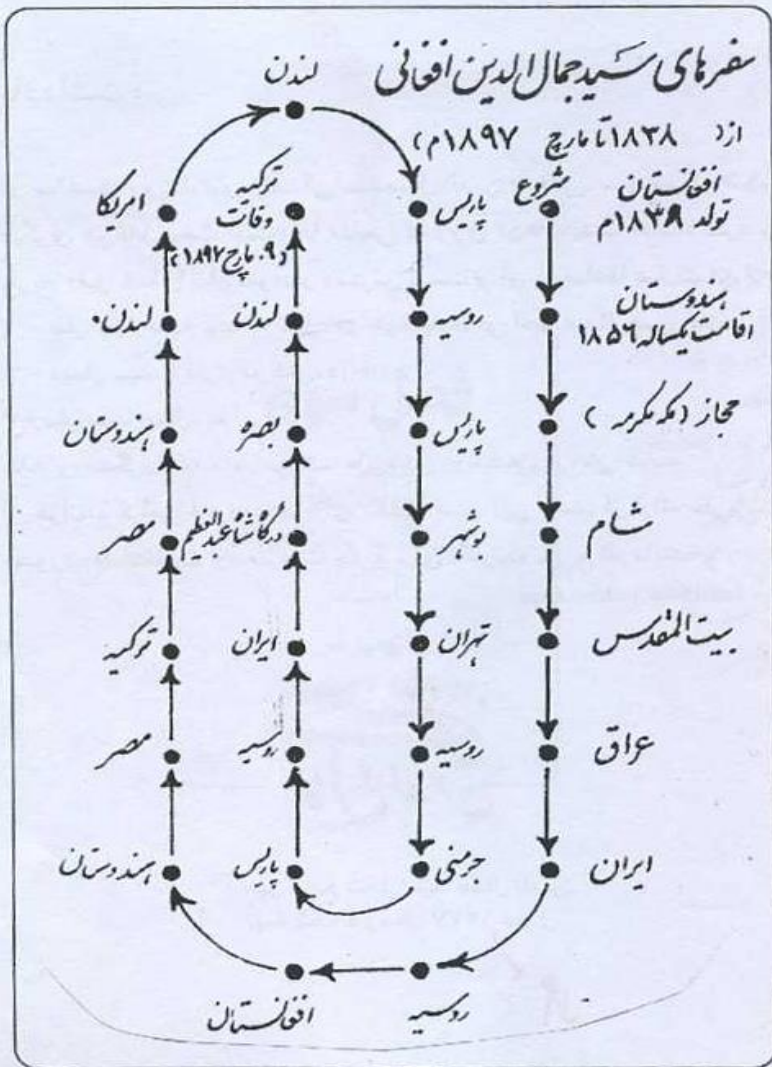 سفرهای سید جمال الدین افغانی
از( ۱۸۳۸ تا مارچ ۱۸۹۷م)
شروع
افغانستان
تولد ۱۸۳۸م
هندوستان
اقامت یکساله ۱۸۵۶
حجاز (مکه مکرمه)
شام
بیت المقدس
عراق
ایران
روسیه
افغانستان
هندوستان
مصر
ترکیه
مصر
هندوستان
لندن
امریکا
لندن
پاریس
روسیه
پاریس
بوشهر
تهران
روسیه
جرمنی
پاریس
روسیه
ایران
درگاه شاه عبدالعظیم
بصره
لندن
ترکیه
وفات
(۹. مارچ ۱۸۹۷)